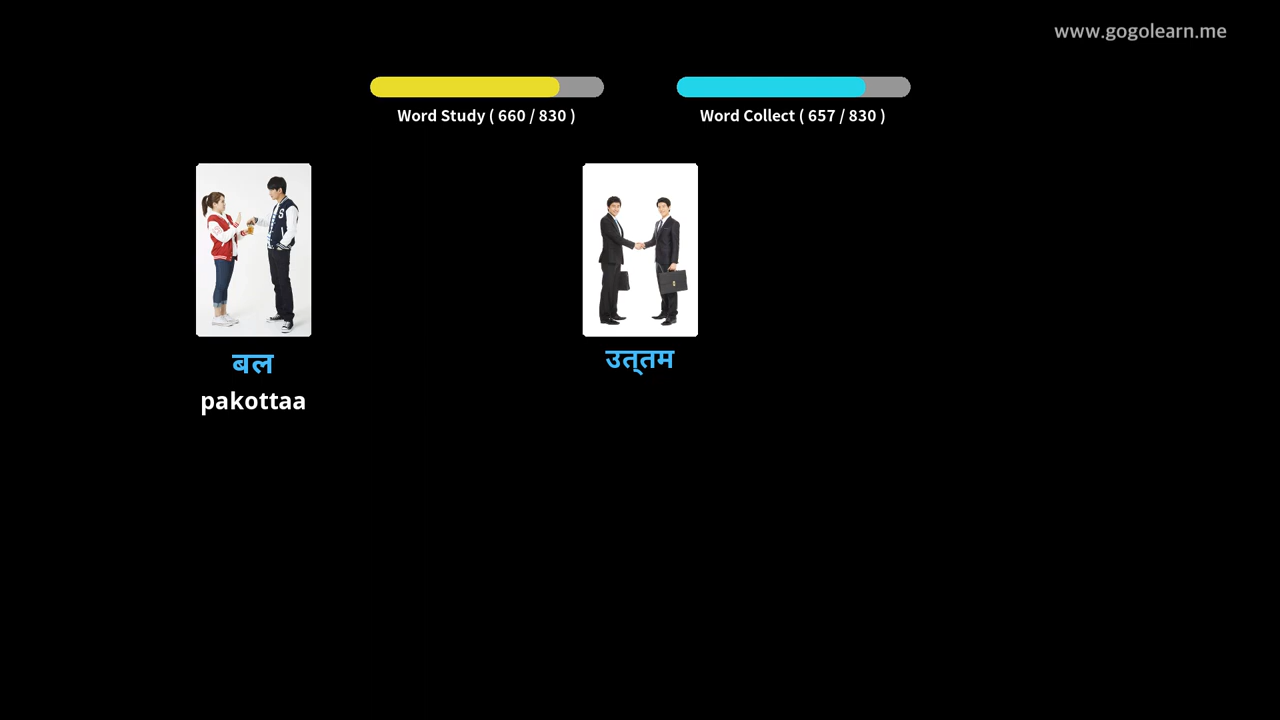 www.gogolearn.me
Word Study ( 660 / 830 )
Word Collect ( 657 / 830 )
बल
pakottaa
उत्‌तम